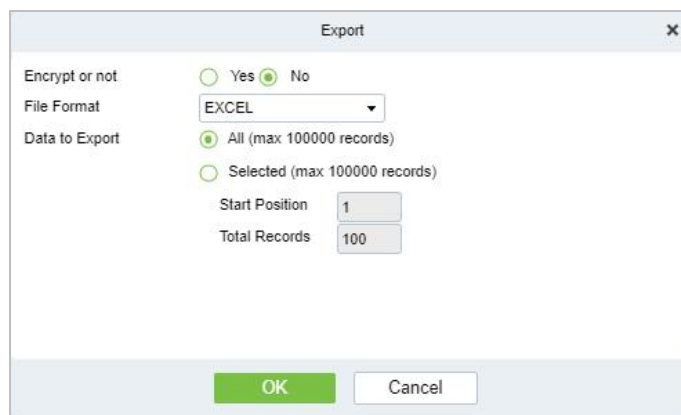 Export
Encrypt or not Yes No
File Format EXCEL
Data to Export All (max 100000 records)
Selected (max 100000 records)
Start Position 1
Total Records 100
OK Cancel